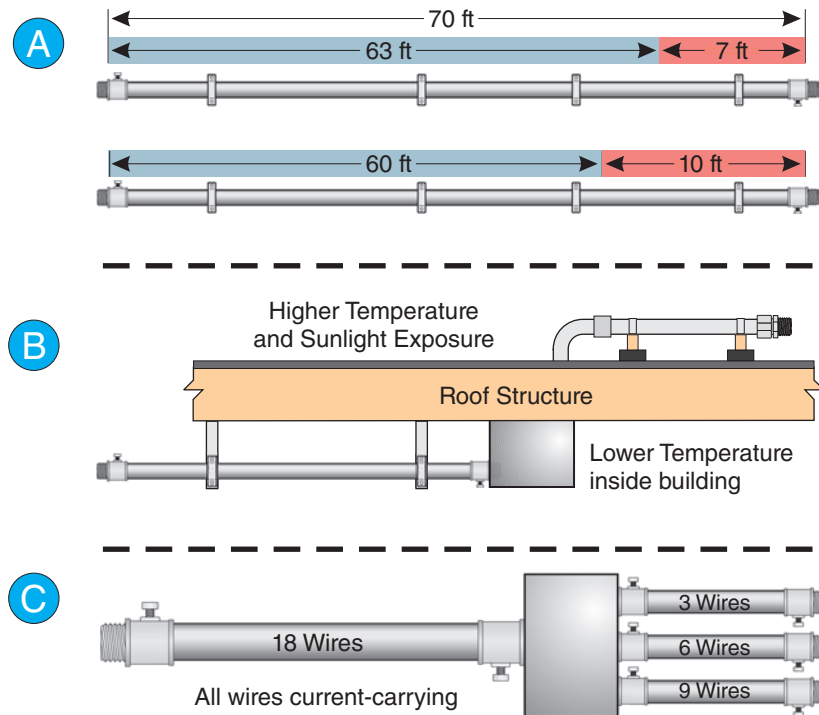 A
70 ft
63 ft
7 ft
60 ft
10 ft
B
Higher Temperature
and Sunlight Exposure
Roof Structure
Lower Temperature
inside building
C
18 Wires
3 Wires
6 Wires
9 Wires
All wires current-carrying